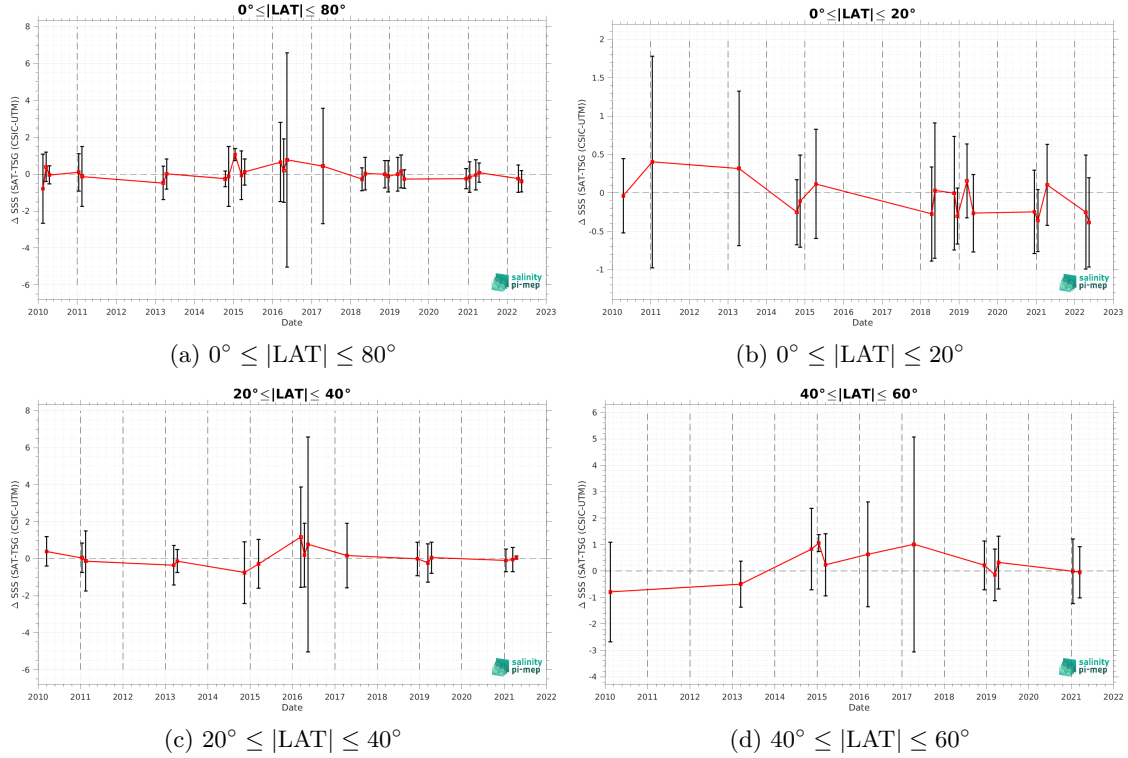 0°≤|LAT|≤ 80°
Δ SSS (SAT-TSG (CSIC-UTM))
8
6
4
2
0
-2
-4
-6
2010 2011 2012 2013 2014 2015 2016 2017 2018 2019 2020 2021 2022 2023
Date
salinity
pi-mep
(a) 0° ≤ |LAT| ≤ 80°
0°≤|LAT|≤ 20°
Δ SSS (SAT-TSG (CSIC-UTM))
2
1.5
1
0.5
0
-0.5
-1
2010 2011 2012 2013 2014 2015 2016 2017 2018 2019 2020 2021 2022 2023
Date
salinity
pi-mep
(b) 0° ≤ |LAT| ≤ 20°
20°≤|LAT|≤ 40°
Δ SSS (SAT-TSG (CSIC-UTM))
8
6
4
2
0
-2
-4
-6
2010 2011 2012 2013 2014 2015 2016 2017 2018 2019 2020 2021 2022
Date
salinity
pi-mep
(c) 20° ≤ |LAT| ≤ 40°
40°≤|LAT|≤ 60°
Δ SSS (SAT-TSG (CSIC-UTM))
6
5
4
3
2
1
0
-1
-2
-3
-4
2010 2011 2012 2013 2014 2015 2016 2017 2018 2019 2020 2021 2022
Date
salinity
pi-mep
(d) 40° ≤ |LAT| ≤ 60°